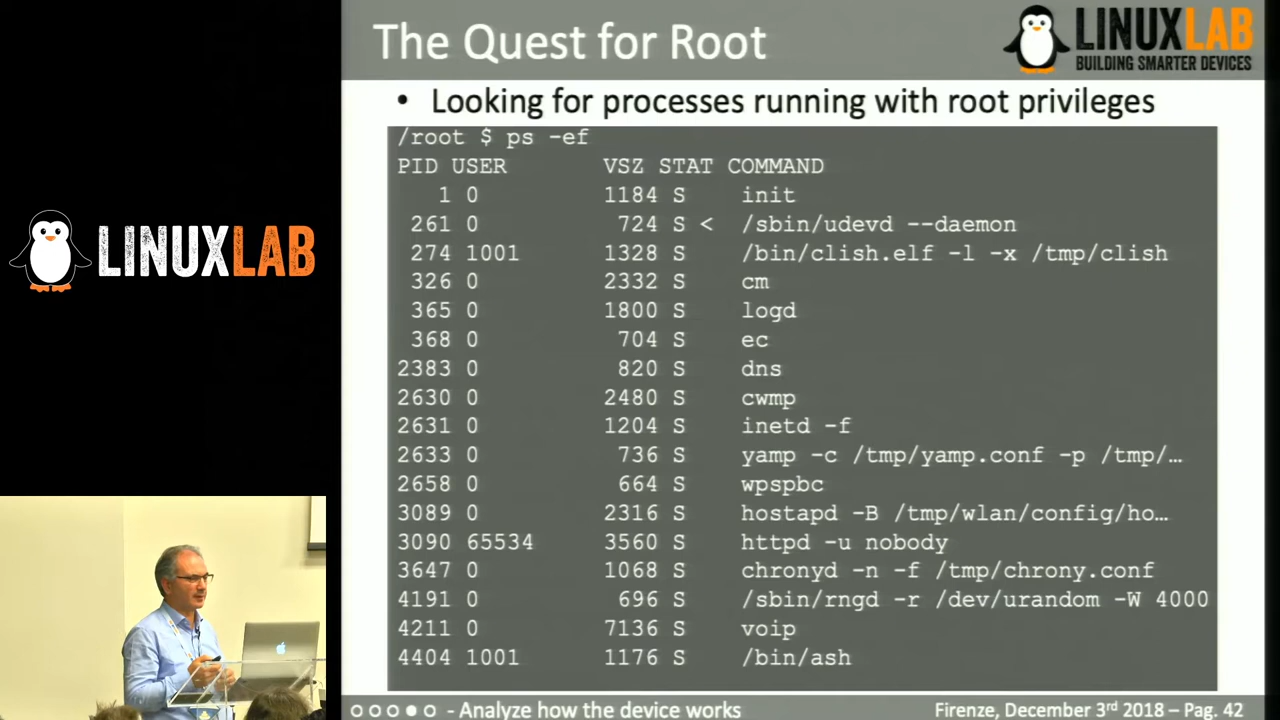 The Quest for Root
LINUXLAB
BUILDING SMARTER DEVICES
• Looking for processes running with root privileges
/root $ ps -ef
PID USER VSZ STAT COMMAND
1 0 1184 S init
261 0 724 S < /sbin/udevd --daemon
274 1001 1328 S /bin/clish.elf -l -x /tmp/clish
326 0 2332 S cm
365 0 1800 S logd
368 0 704 S ec
2383 0 820 S dns
2630 0 2480 S cwmp
2631 0 1204 S inetd -f
2633 0 736 S yamp -c /tmp/yamp.conf -p /tmp/…
2658 0 664 S wpspbc
3089 0 2316 S hostapd -B /tmp/wlan/config/ho…
3090 65534 3560 S httpd -u nobody
3647 0 1068 S chronyd -n -f /tmp/chrony.conf
4191 0 696 S /sbin/rngd -r /dev/urandom -W 4000
4211 0 7136 S voip
4404 1001 1176 S /bin/ash
- Analyze how the device works
Firenze, December 3rd 2018 – Pag. 42
LINUXLAB